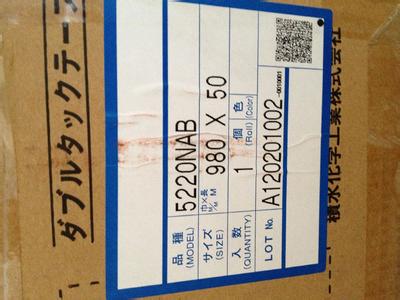 ダブルタックテープ
品種
(MODEL)
5220NAB
サイズ
(SIZE)
巾×長
M/M M
980 X 50
入数
(QUANTITY)
1
個
(Roll)
色
(Color)
LOT No.
A120201002
-0010001
積水化学工業株式会社